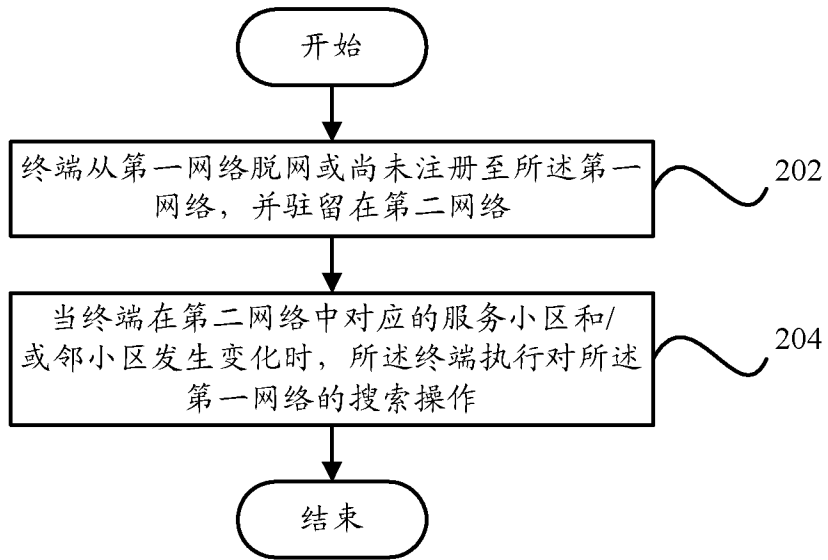 开始
终端从第一网络脱网或尚未注册至所述第一
网络，并驻留在第二网络
202
当终端在第二网络中对应的服务小区和/
或邻小区发生变化时，所述终端执行对所述
第一网络的搜索操作
204
结束